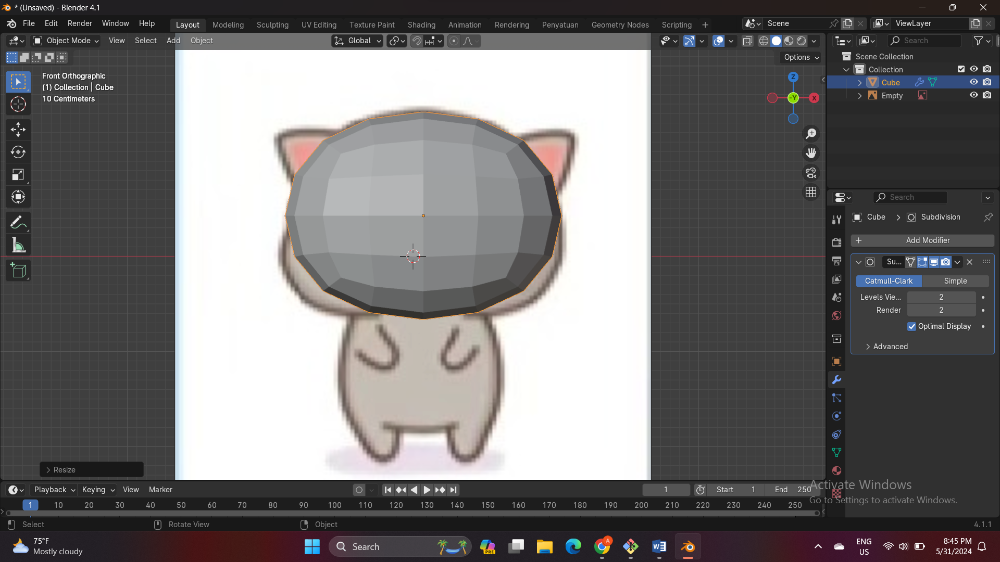 * (Unsaved) - Blender 4.1
File Edit Render Window Help
Layout Modeling Sculpting UV Editing Texture Paint Shading Animation Rendering Penyatuan Geometry Nodes Scripting +
Scene
ViewLayer
Object Mode View Select Add Object
Global
Search
Options
Front Orthographic
(1) Collection | Cube
10 Centimeters
Z
-Y
X
Scene Collection
Collection
Cube
Empty
Search
Cube > Subdivision
+ Add Modifier
Su...
Catmull-Clark Simple
Levels Vie... 2
Render 2
Optimal Display
Advanced
Resize
Playback Keying View Marker
1
Start 1
End 250
1 10 20 30 40 50 60 70 80 90 100 110 120 130 140 150 160 170 180 190 200 210 220 230 240 250
Activate Windows
Go to Settings to activate Windows.
Select Rotate View Object
4.1.1
75°F
Mostly cloudy
Search
PRE
A
ENG
US
8:45 PM
5/31/2024